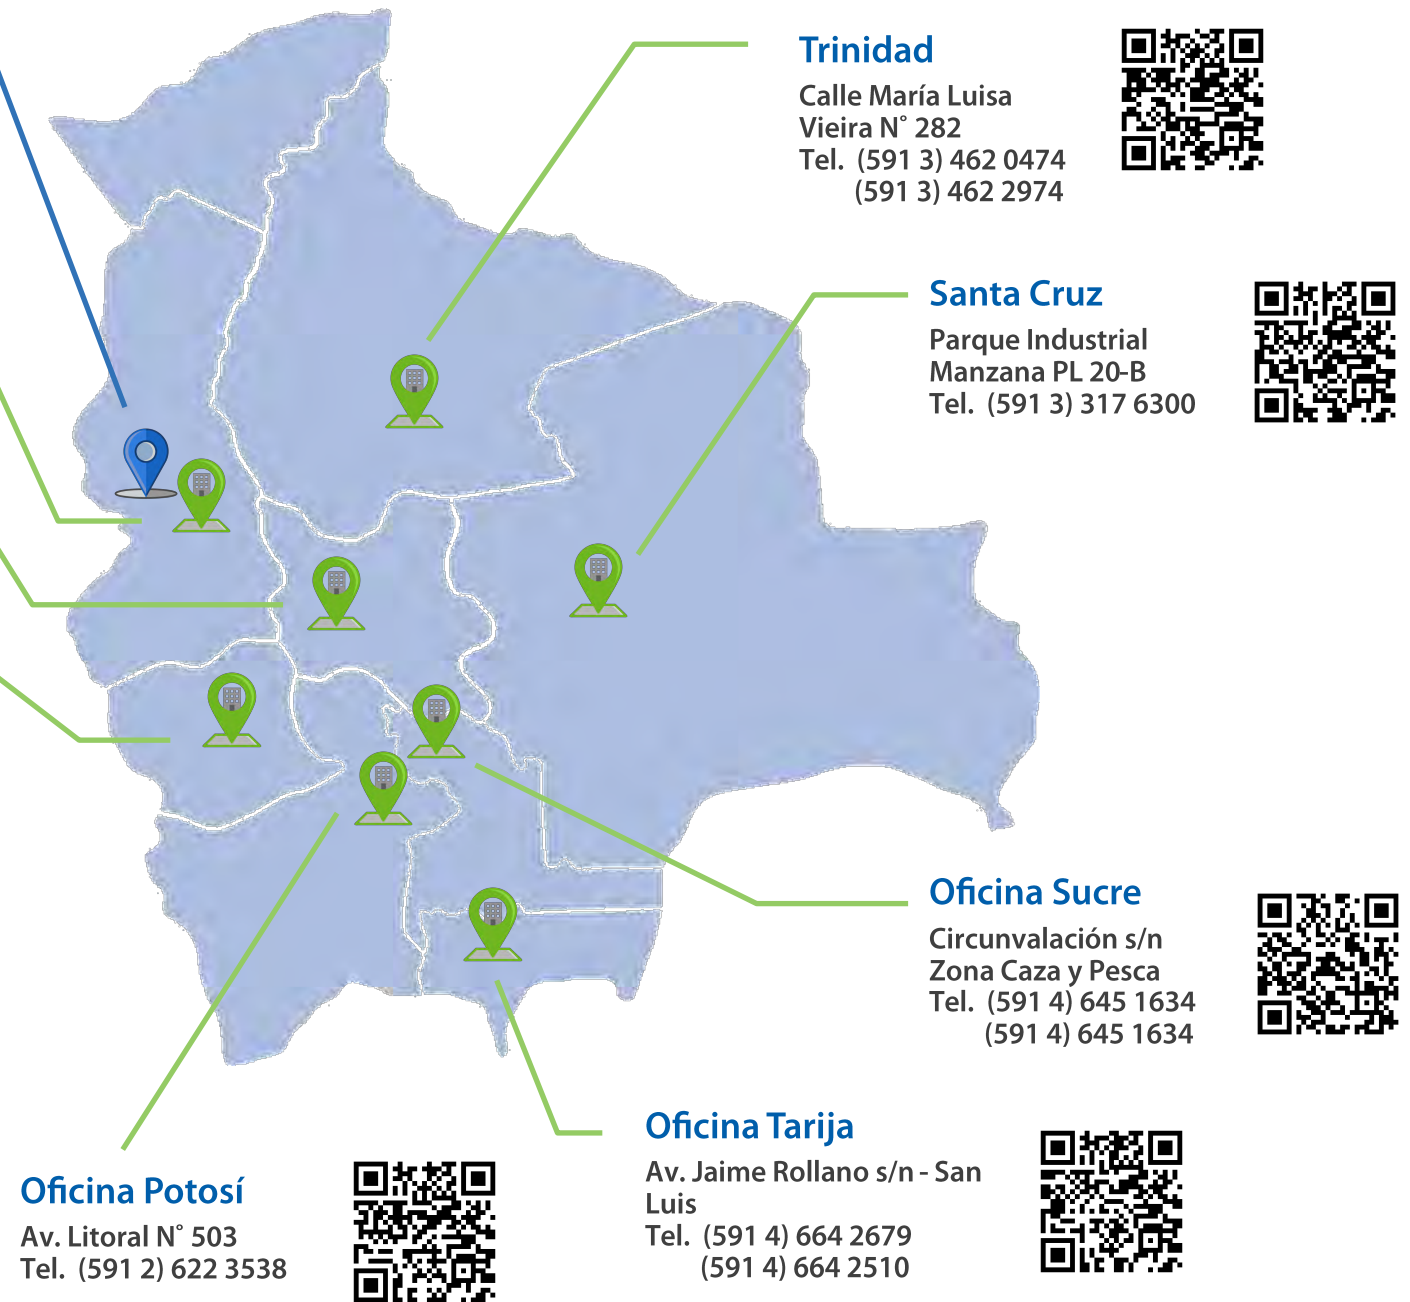 Trinidad
Calle María Luisa
Vieira N° 282
Tel. (591 3) 462 0474
(591 3) 462 2974
Santa Cruz
Parque Industrial
Manzana PL 20-B
Tel. (591 3) 317 6300
Oficina Sucre
Circunvalación s/n
Zona Caza y Pesca
Tel. (591 4) 645 1634
(591 4) 645 1634
Oficina Tarija
Av. Jaime Rollano s/n - San
Luis
Tel. (591 4) 664 2679
(591 4) 664 2510
Oficina Potosí
Av. Litoral N° 503
Tel. (591 2) 622 3538